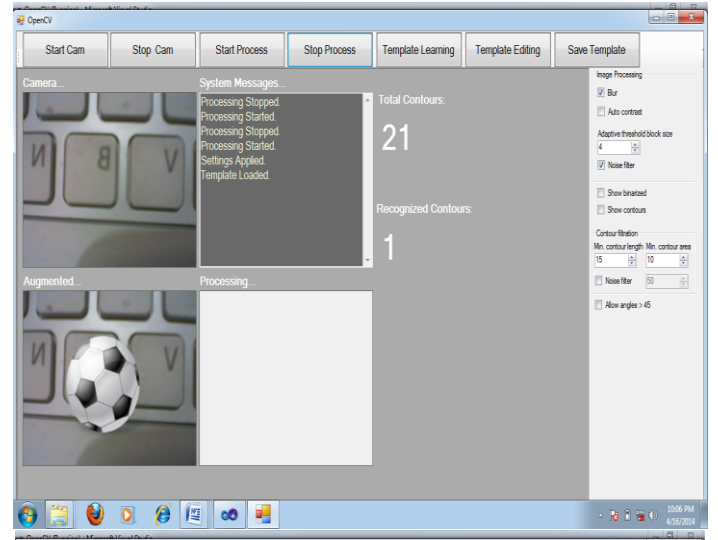 OpenCV
Start Cam
Stop Cam
Start Process
Stop Process
Template Learning
Template Editing
Save Template
Camera...
System Messages...
Processing Stopped.
Processing Started.
Processing Stopped.
Processing Started.
Settings Applied.
Template Loaded.
Total Contours:
21
Recognized Contours:
1
Image Processing
Blur
Auto contrast
Adaptive threshold block size
4
Noise filter
Show binarized
Show contours
Contour filtration
Min. contour length Min. contour area
15 10
Noise filter 50
Allow angles > 45
Augmented...
Processing...
N B V
N V
10:06 PM
4/16/2014